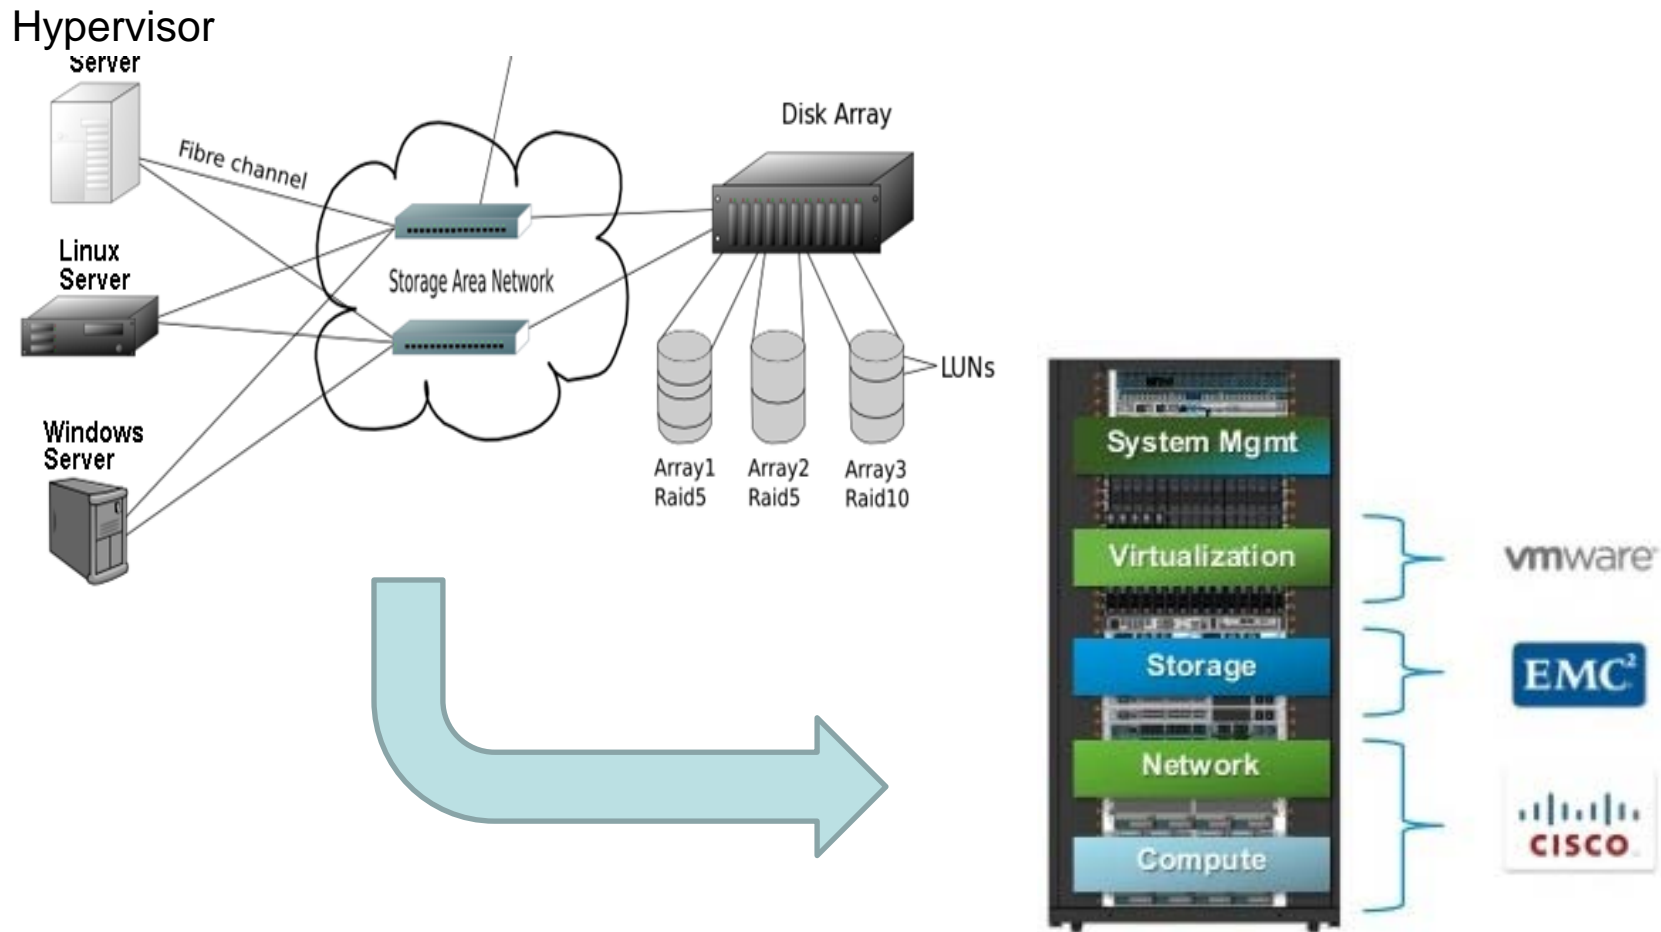 Hypervisor
Server
Fibre channel
Disk Array
Linux
Server
Storage Area Network
Windows
Server
LUNs
Array1
Raid5
Array2
Raid5
Array3
Raid10
System Mgmt
Virtualization
vmware
Storage
EMC²
Network
CISCO
Compute